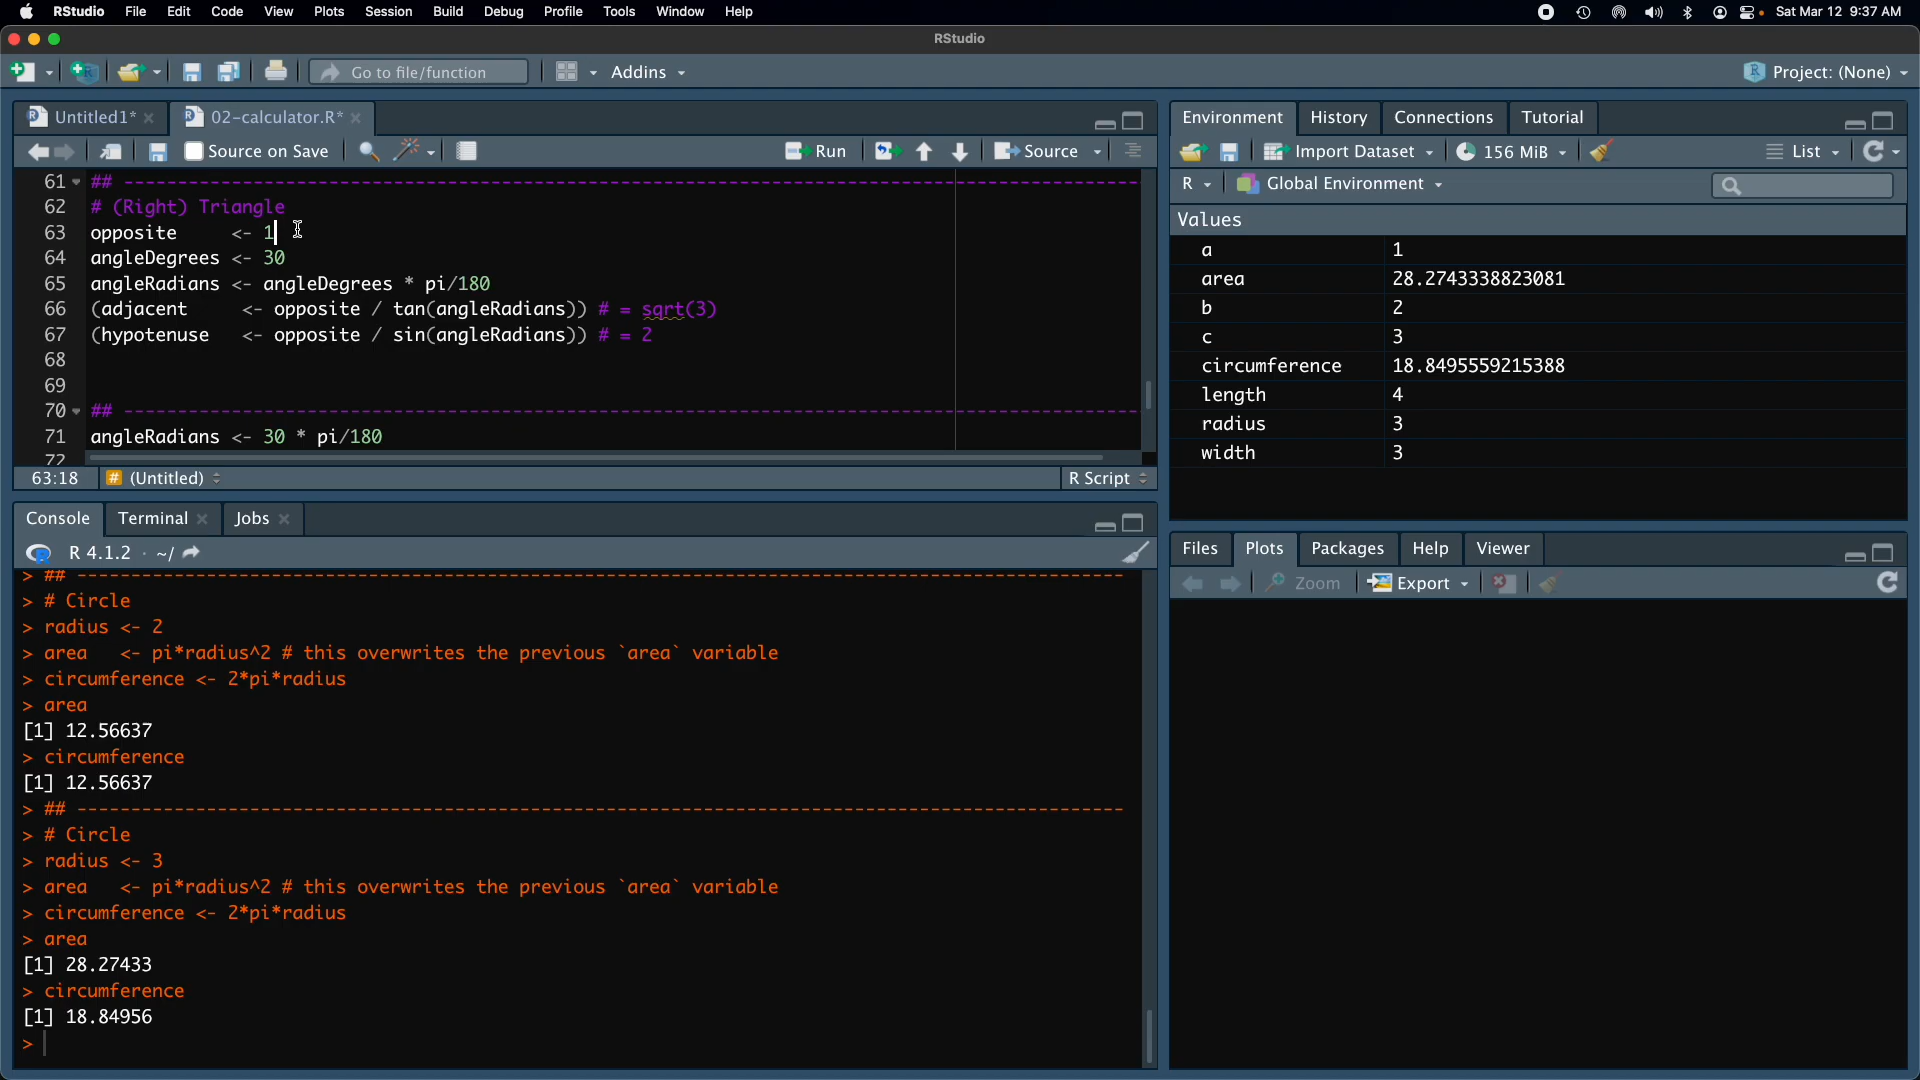 RStudio File Edit Code View Plots Session Build Debug Profile Tools Window Help Sat Mar 12 9:37 AM
RStudio
Go to file/function Addins Project: (None)
Untitled1* 02-calculator.R*
Source on Save Run Source
61 ## ------------------------------------------------------------------------------------------------
62 # (Right) Triangle
63 opposite     <- 1
64 angleDegrees <- 30
65 angleRadians <- angleDegrees * pi/180
66 (adjacent     <- opposite / tan(angleRadians)) # = sqrt(3)
67 (hypotenuse   <- opposite / sin(angleRadians)) # = 2
68
69
70 ## ------------------------------------------------------------------------------------------------
71 angleRadians <- 30 * pi/180
72
63:18 # (Untitled) R Script
Console Terminal Jobs
R 4.1.2 · ~/
> ## ------------------------------------------------------------------------------------------------
> # Circle
> radius <- 2
> area   <- pi*radius^2 # this overwrites the previous `area` variable
> circumference <- 2*pi*radius
> area
[1] 12.56637
> circumference
[1] 12.56637
> ## ------------------------------------------------------------------------------------------------
> # Circle
> radius <- 3
> area   <- pi*radius^2 # this overwrites the previous `area` variable
> circumference <- 2*pi*radius
> area
[1] 28.27433
> circumference
[1] 18.84956
>
Environment History Connections Tutorial
Import Dataset 156 MiB List
R Global Environment
Values
a 1
area 28.2743338823081
b 2
c 3
circumference 18.8495559215388
length 4
radius 3
width 3
Files Plots Packages Help Viewer
Zoom Export